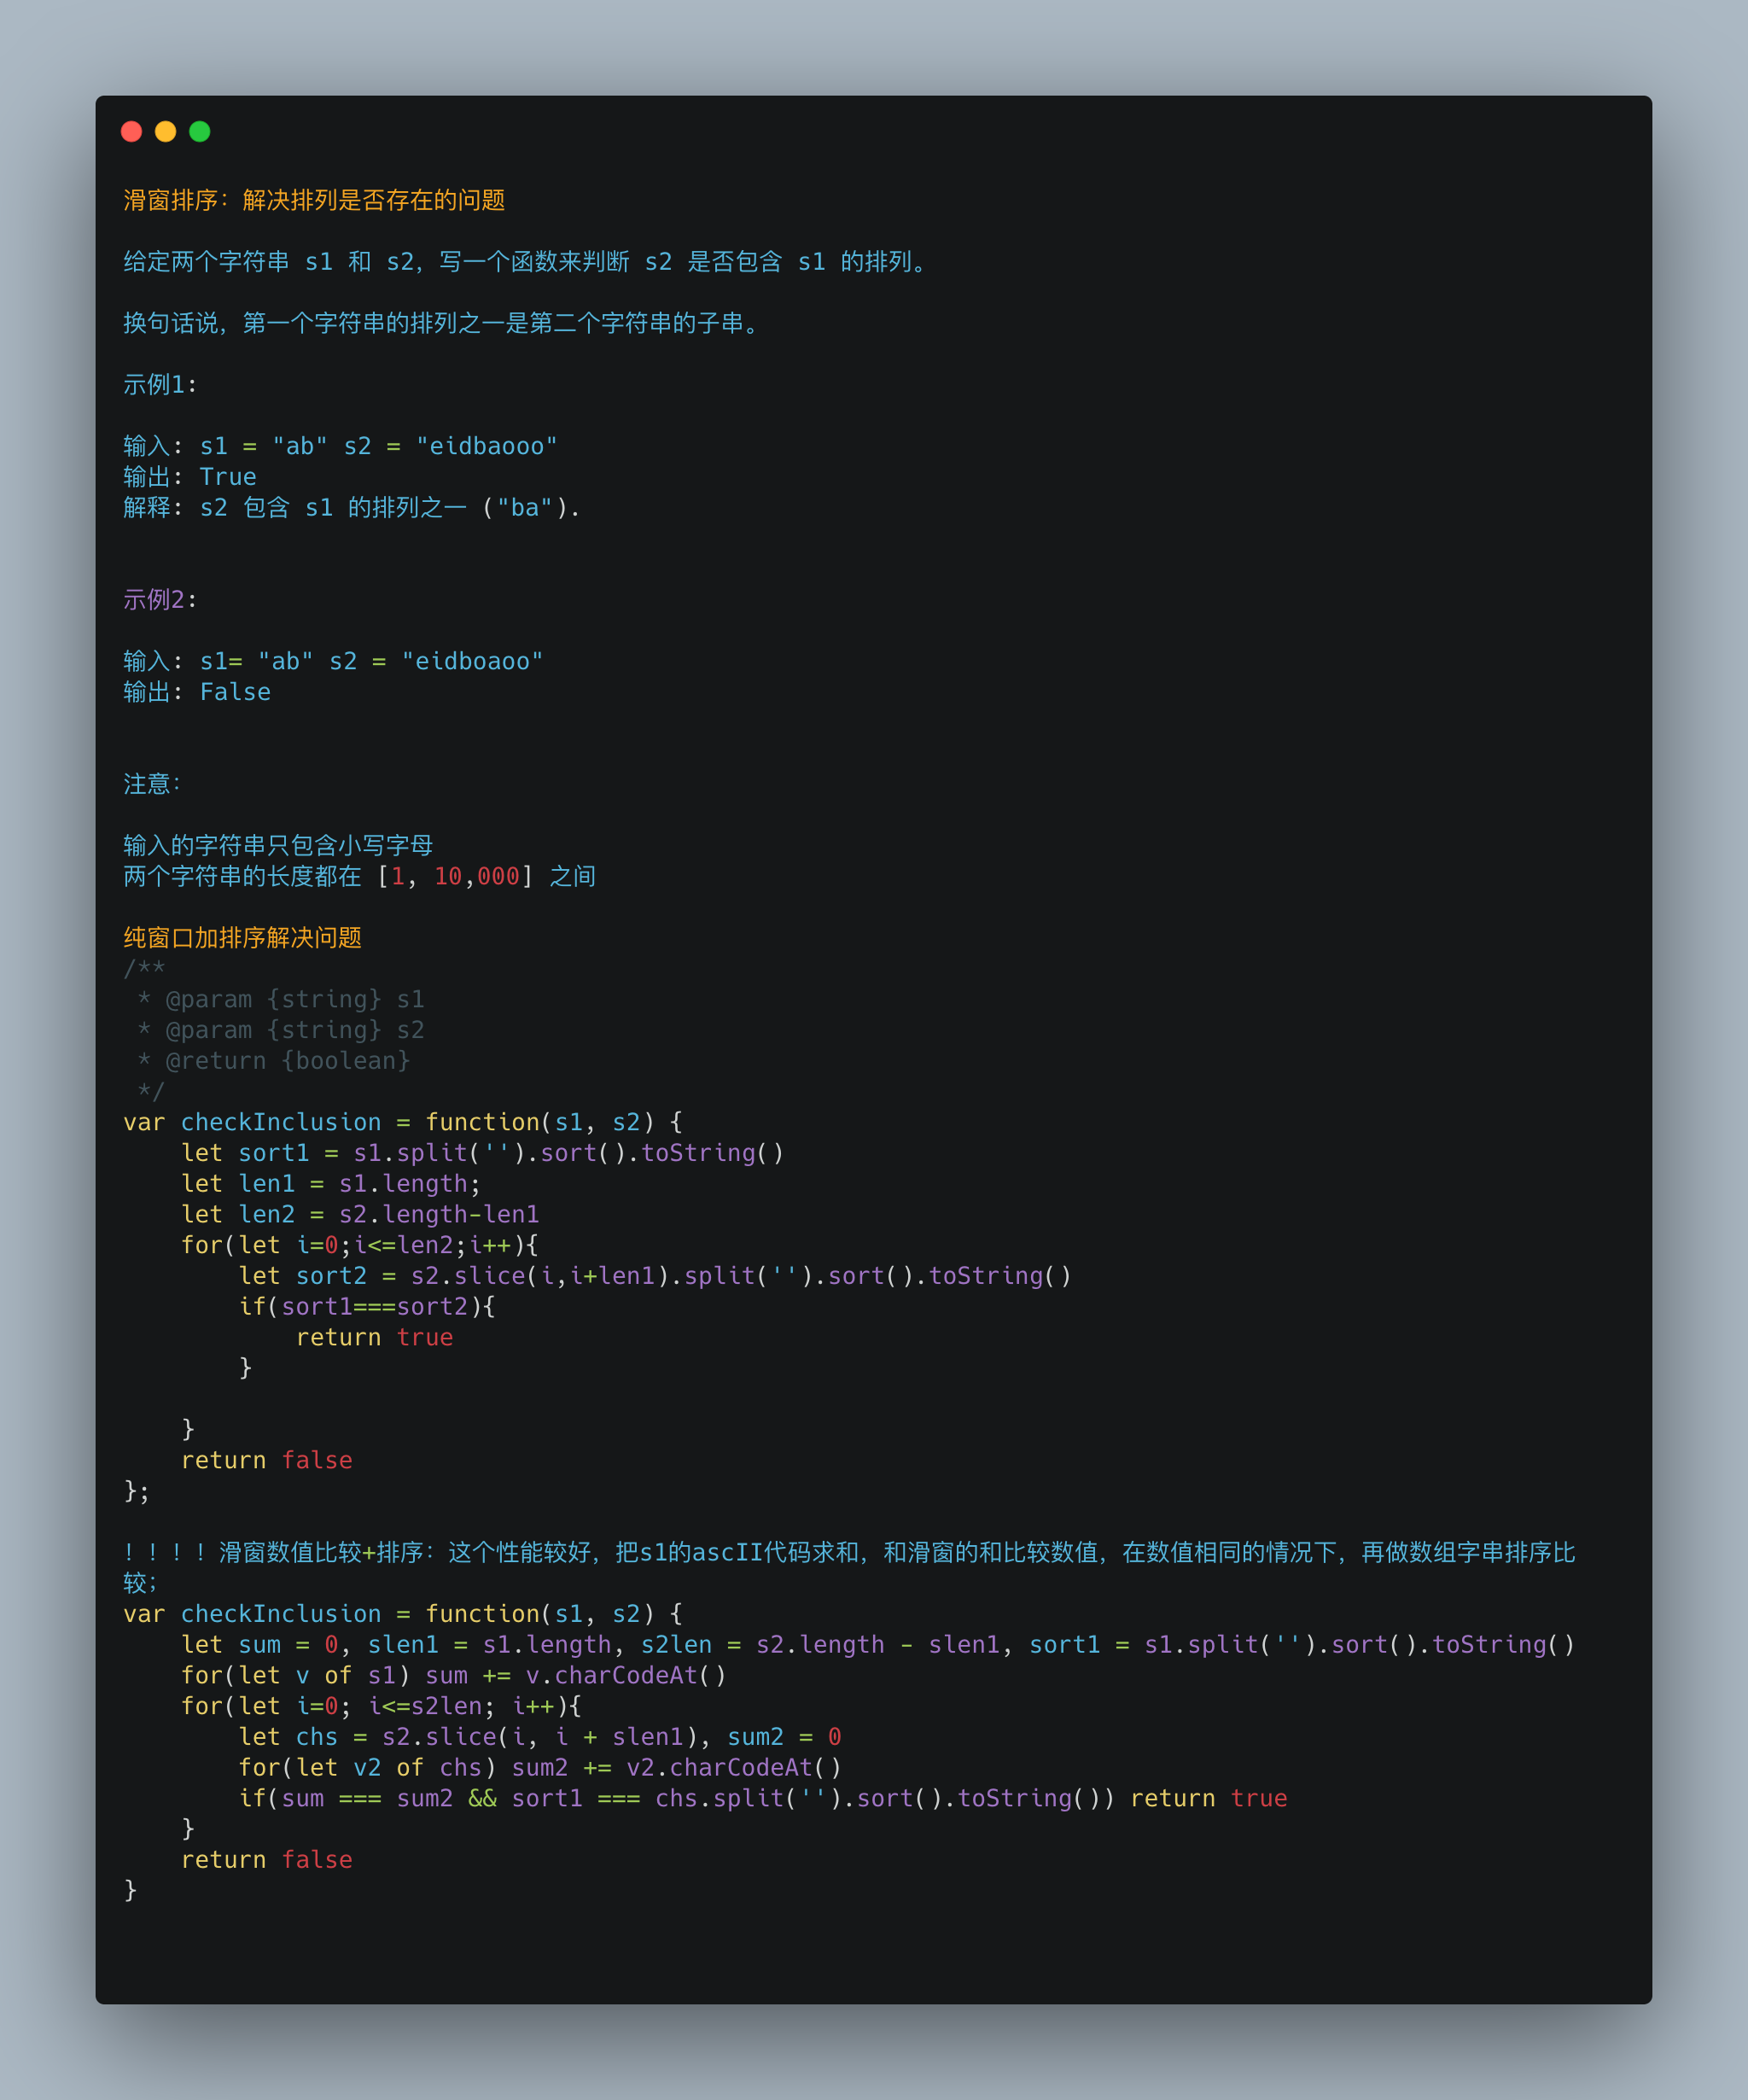 滑窗排序：解决排列是否存在的问题
给定两个字符串 s1 和 s2，写一个函数来判断 s2 是否包含 s1 的排列。
换句话说，第一个字符串的排列之一是第二个字符串的子串。
示例1:
输入: s1 = "ab" s2 = "eidbaooo"
输出: True
解释: s2 包含 s1 的排列之一 ("ba").
示例2:
输入: s1= "ab" s2 = "eidboaoo"
输出: False
注意：
输入的字符串只包含小写字母
两个字符串的长度都在 [1, 10,000] 之间
纯窗口加排序解决问题
/**
 * @param {string} s1
 * @param {string} s2
 * @return {boolean}
 */
var checkInclusion = function(s1, s2) {
    let sort1 = s1.split('').sort().toString()
    let len1 = s1.length;
    let len2 = s2.length-len1
    for(let i=0;i<=len2;i++){
        let sort2 = s2.slice(i,i+len1).split('').sort().toString()
        if(sort1===sort2){
            return true
        }
    }
    return false
};
！！！！滑窗数值比较+排序：这个性能较好，把s1的ascII代码求和，和滑窗的和比较数值，在数值相同的情况下，再做数组字串排序比
较；
var checkInclusion = function(s1, s2) {
    let sum = 0, slen1 = s1.length, s2len = s2.length - slen1, sort1 = s1.split('').sort().toString()
    for(let v of s1) sum += v.charCodeAt()
    for(let i=0; i<=s2len; i++){
        let chs = s2.slice(i, i + slen1), sum2 = 0
        for(let v2 of chs) sum2 += v2.charCodeAt()
        if(sum === sum2 && sort1 === chs.split('').sort().toString()) return true
    }
    return false
}